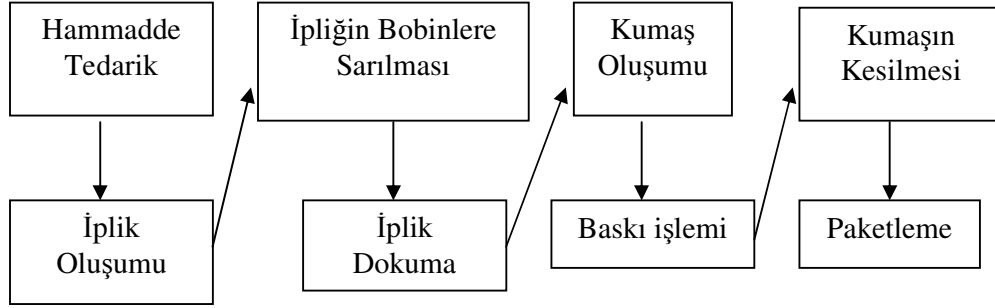 Hammadde
Tedarik
İplik
Oluşumu
İpliğin Bobinlere
Sarılması
İplik
Dokuma
Kumaş
Oluşumu
Baskı işlemi
Kumaşın
Kesilmesi
Paketleme